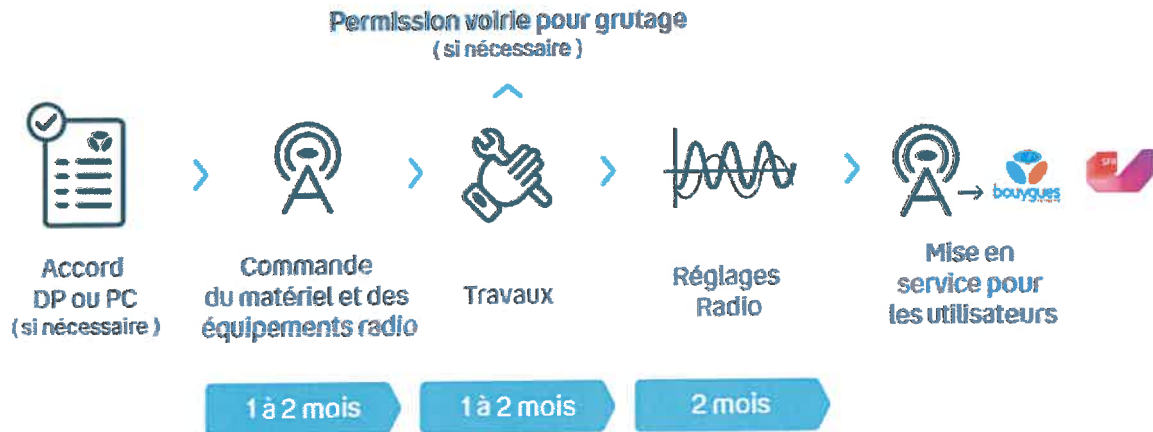 Permission voirie pour grutage
( si nécessaire )
Accord
DP ou PC
( si nécessaire )
Commande
du matériel et des
équipements radio
Travaux
Réglages
Radio
bouygues
SFR
Mise en
service pour
les utilisateurs
1 à 2 mois
1 à 2 mois
2 mois